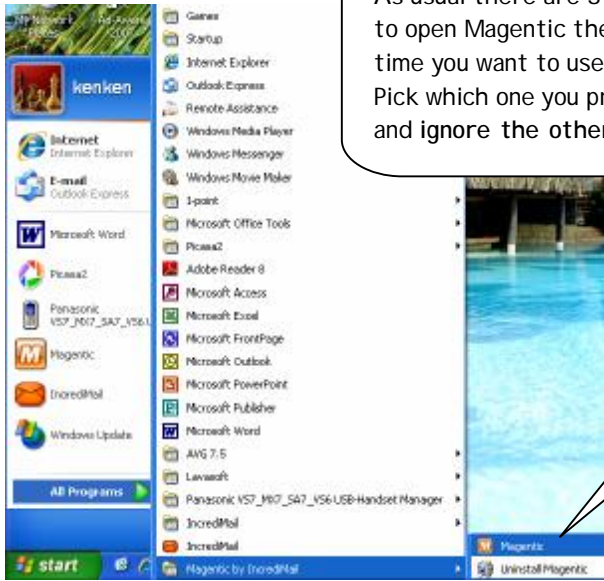 As usual there are s
to open Magentic the
time you want to use
Pick which one you pr
and ignore the other
My Network
Places
Ad-Aware
2007
kenken
Internet
Internet Explorer
E-mail
Outlook Express
Microsoft Word
Picasa2
Panasonic
VS7_MX7_SA7_VS6 U
Magentic
IncrediMail
Windows Update
All Programs
start
Games
Startup
Internet Explorer
Outlook Express
Remote Assistance
Windows Media Player
Windows Messenger
Windows Movie Maker
I-point
Microsoft Office Tools
Picasa2
Adobe Reader 8
Microsoft Access
Microsoft Excel
Microsoft FrontPage
Microsoft Outlook
Microsoft PowerPoint
Microsoft Publisher
Microsoft Word
AVG 7.5
Lavasoft
Panasonic VS7_MX7_SA7_VS6 USB-Handset Manager
IncrediMail
IncrediMail
Magentic by IncrediMail
Magentic
Uninstall Magentic